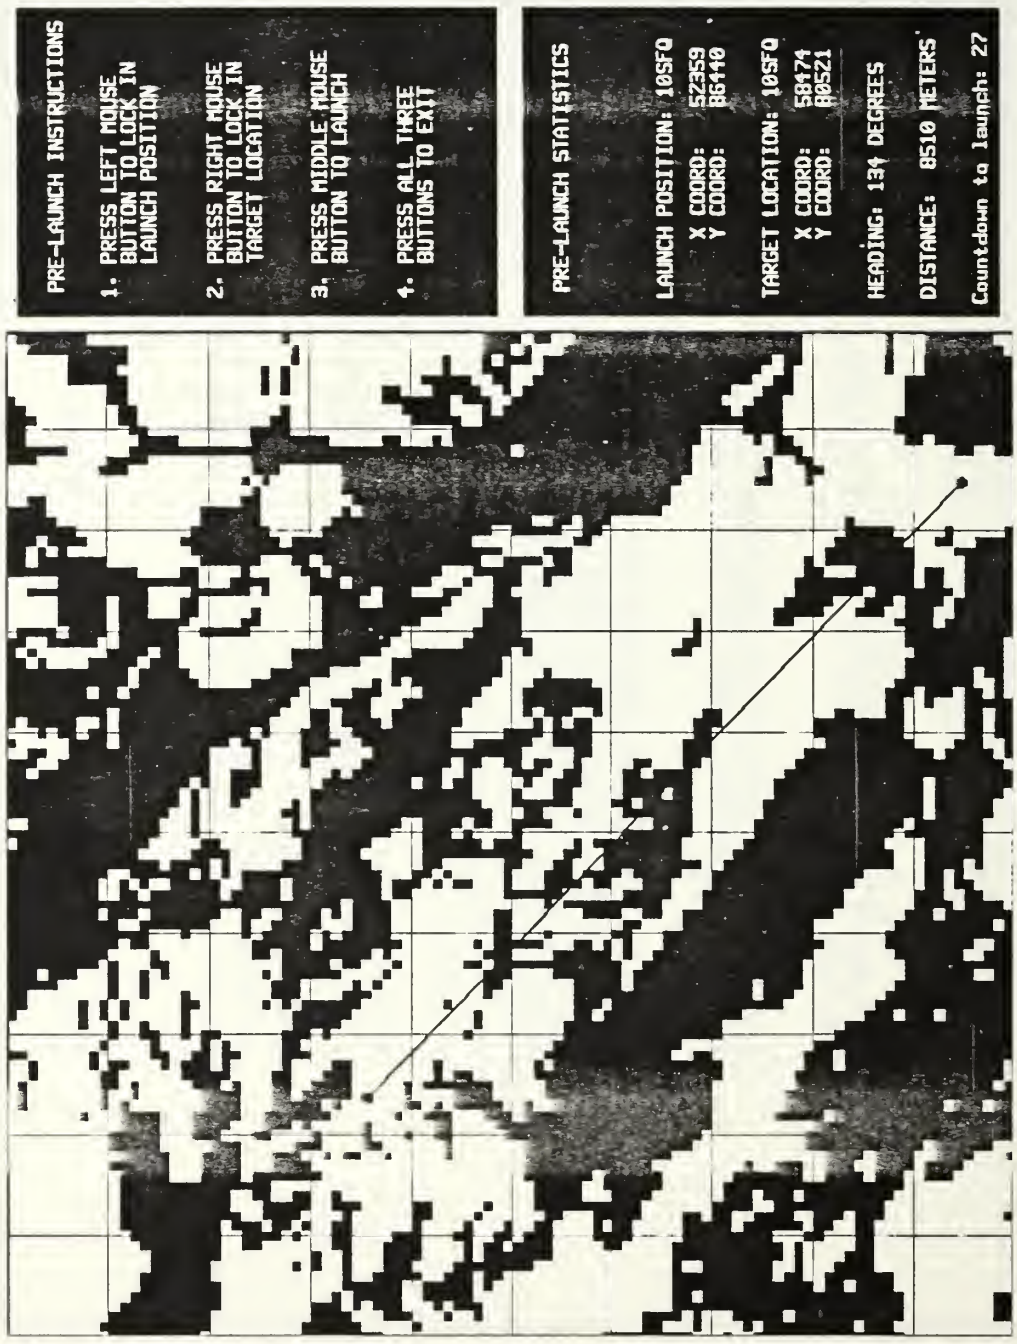 PRE-LAUNCH INSTRUCTIONS
1. PRESS LEFT MOUSE
BUTTON TO LOCK IN
LAUNCH POSITION
2. PRESS RIGHT MOUSE
BUTTON TO LOCK IN
TARGET LOCATION
3. PRESS MIDDLE MOUSE
BUTTON TO LAUNCH
4. PRESS ALL THREE
BUTTONS TO EXIT
PRE-LAUNCH STATISTICS
LAUNCH POSITION: 10SFQ
X COORD: 52359
Y COORD: 86440
TARGET LOCATION: 10SFQ
X COORD: 58474
Y COORD: 80521
HEADING: 134 DEGREES
DISTANCE: 8510 METERS
Countdown to launch: 27